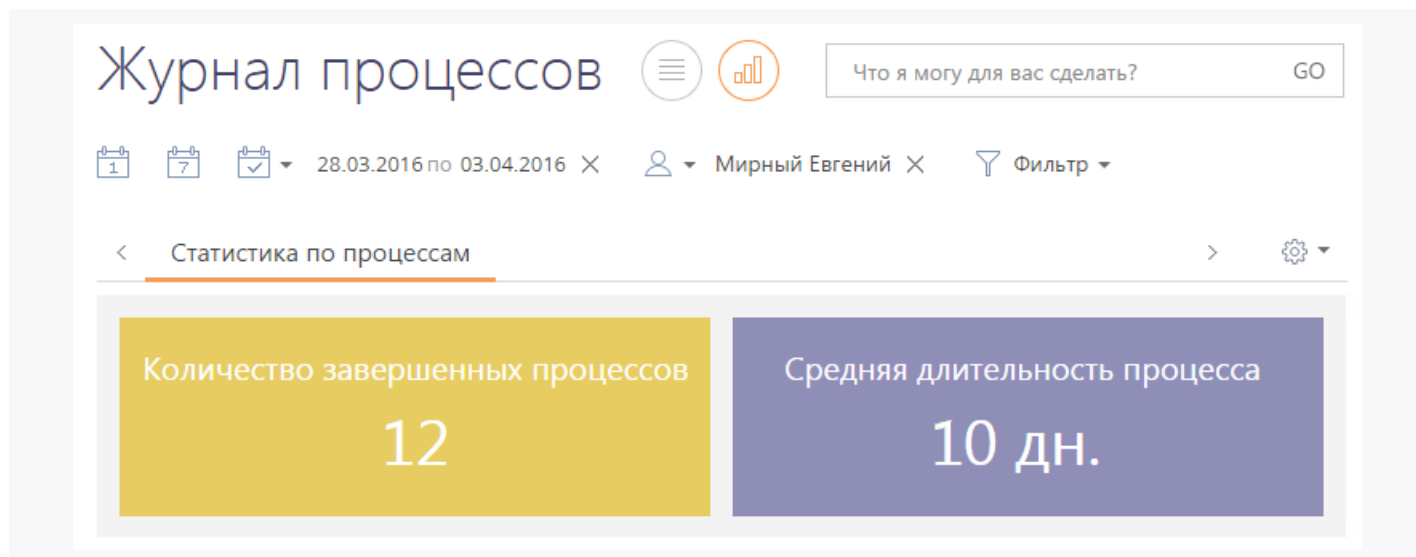 Журнал процессов
Что я могу для вас сделать? GO
1 7 28.03.2016 по 03.04.2016 Мирный Евгений Фильтр
Статистика по процессам
Количество завершенных процессов
12
Средняя длительность процесса
10 дн.